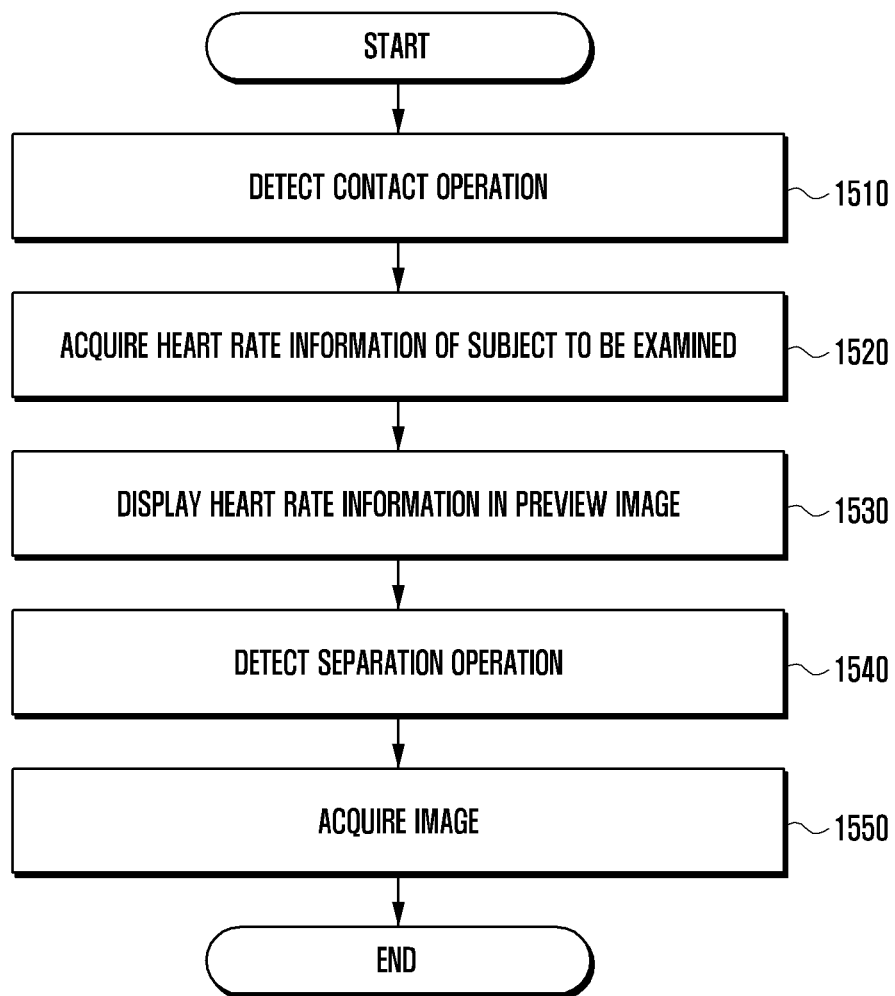 START
DETECT CONTACT OPERATION
1510
ACQUIRE HEART RATE INFORMATION OF SUBJECT TO BE EXAMINED
1520
DISPLAY HEART RATE INFORMATION IN PREVIEW IMAGE
1530
DETECT SEPARATION OPERATION
1540
ACQUIRE IMAGE
1550
END